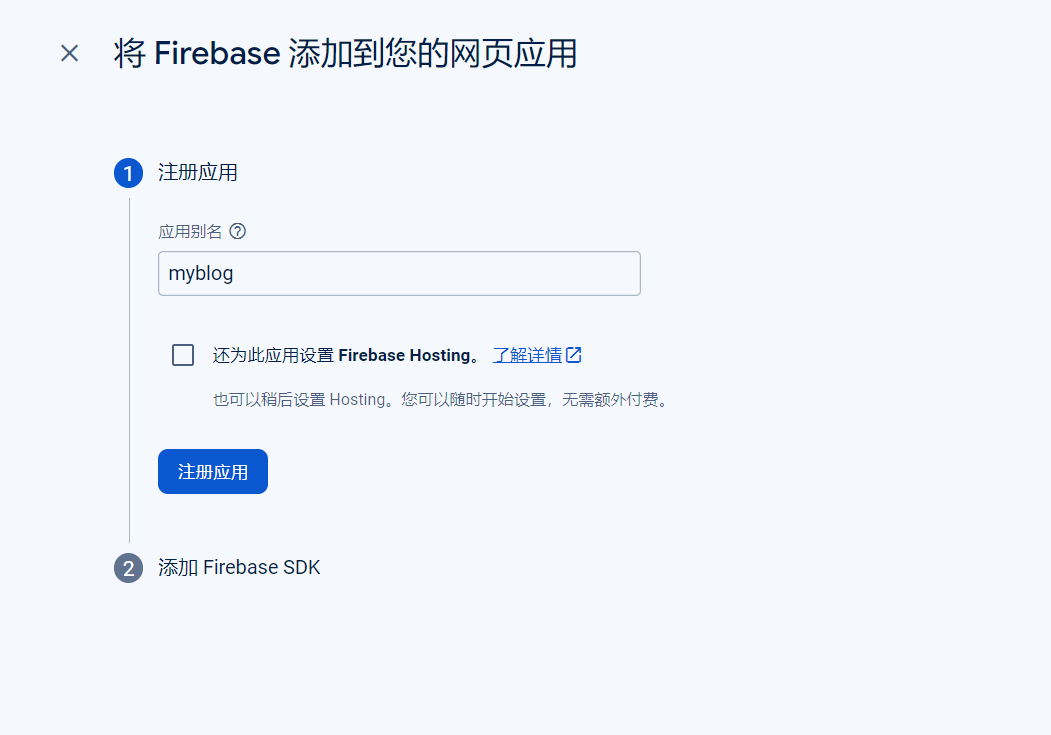 将 Firebase 添加到您的网页应用
1 注册应用
应用别名
myblog
还为此应用设置 Firebase Hosting。 了解详情
也可以稍后设置 Hosting。您可以随时开始设置，无需额外付费。
注册应用
2 添加 Firebase SDK